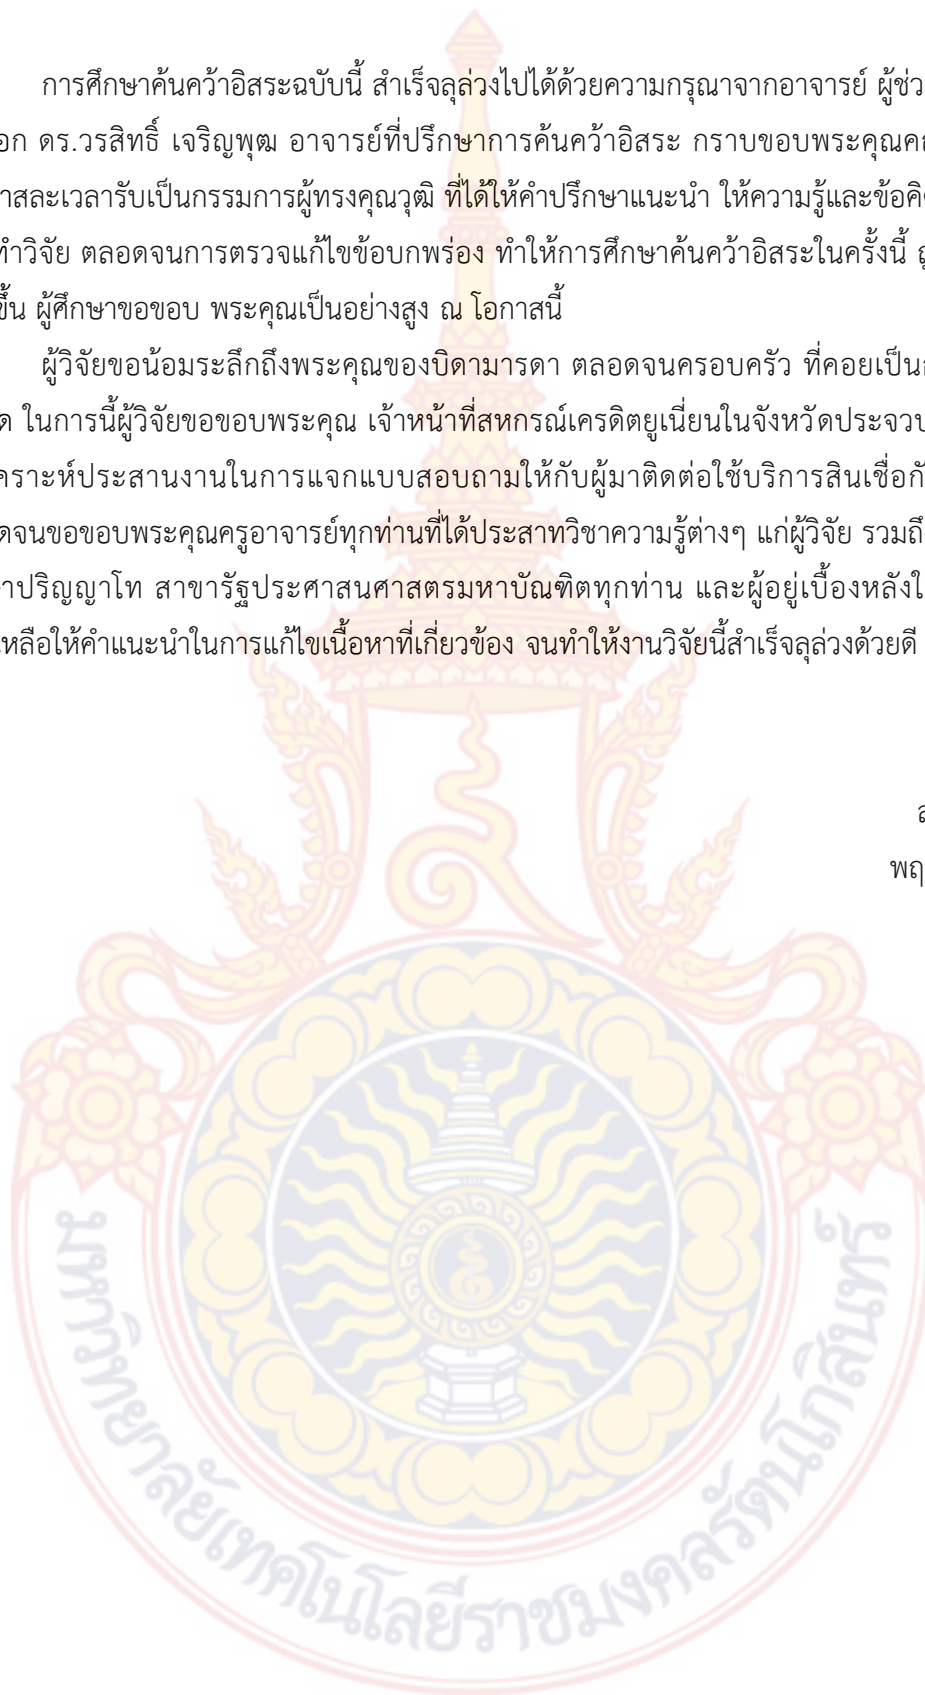 การศึกษาค้นคว้าอิสระฉบับนี้ สำเร็จลุล่วงไปได้ด้วยความกรุณาจากอาจารย์ ผู้ช่ว
อก ดร.วรสิทธิ์ เจริญพุฒ อาจารย์ที่ปรึกษาการค้นคว้าอิสระ กราบขอบพระคุณค
าสละเวลารับเป็นกรรมการผู้ทรงคุณวุฒิ ที่ได้ให้คำปรึกษาแนะนำ ให้ความรู้และข้อคิ
ทำวิจัย ตลอดจนการตรวจแก้ไขข้อบกพร่อง ทำให้การศึกษาค้นคว้าอิสระในครั้งนี้
ขึ้น ผู้ศึกษาขอขอบ พระคุณเป็นอย่างสูง ณ โอกาสนี้
ผู้วิจัยขอน้อมระลึกถึงพระคุณของบิดามารดา ตลอดจนครอบครัว ที่คอยเป็น
ด ในการนี้ผู้วิจัยขอขอบพระคุณ เจ้าหน้าที่สหกรณ์เครดิตยูเนี่ยนในจังหวัดประจวบ
คราะห์ประสานงานในการแจกแบบสอบถามให้กับผู้มาติดต่อใช้บริการสินเชื่อกั
ดจนขอขอบพระคุณครูอาจารย์ทุกท่านที่ได้ประสาทวิชาความรู้ต่างๆ แก่ผู้วิจัย รวมถึ
าปริญญาโท สาขารัฐประศาสนศาสตรมหาบัณฑิตทุกท่าน และผู้อยู่เบื้องหลังใ
เหลือให้คำแนะนำในการแก้ไขเนื้อหาที่เกี่ยวข้อง จนทำให้งานวิจัยนี้สำเร็จลุล่วงด้วยดี
พฤ
มหาวิทยาลัยเทคโนโลยีราชมงคลรัตนโกสินทร์